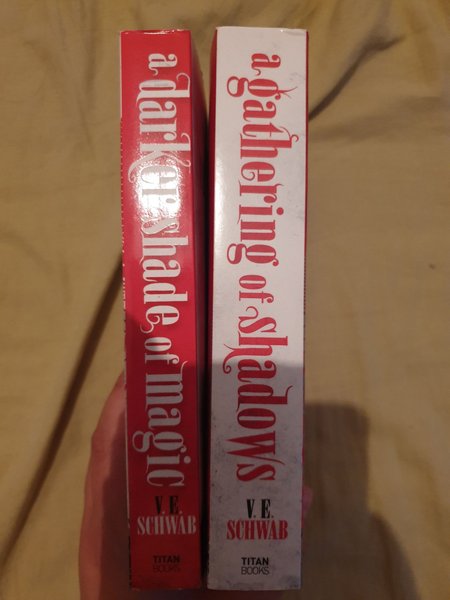 a darker shade of magic
V. E.
SCHWAB
TITAN
BOOKS
a gathering of shadows
V. E.
SCHWAB
TITAN
BOOKS